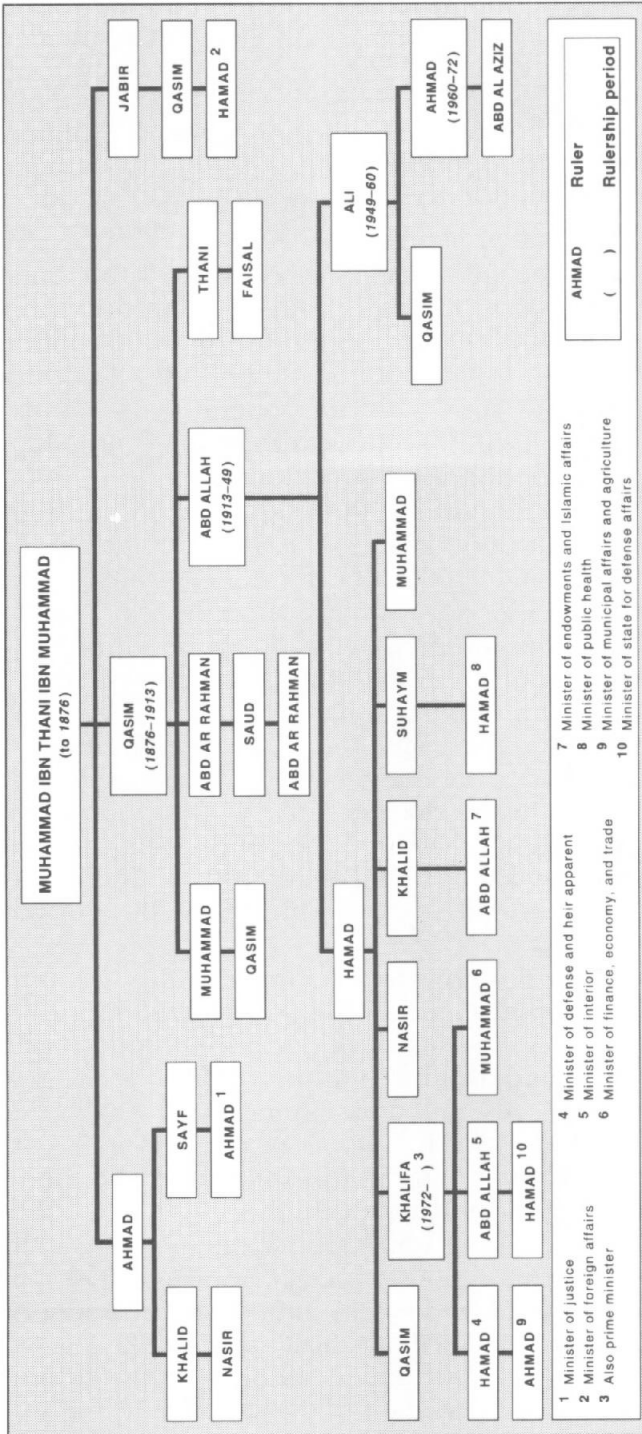 MUHAMMAD IBN THANI IBN MUHAMMAD
(to 1876)
AHMAD
QASIM
(1876–1913)
JABIR
KHALID
SAYF
MUHAMMAD
ABD AR RAHMAN
ABD ALLAH
(1913–49)
THANI
QASIM
NASIR
AHMAD 1
QASIM
SAUD
FAISAL
HAMAD 2
ABD AR RAHMAN
HAMAD
ALI
(1949–60)
QASIM
KHALIFA
(1972– ) 3
NASIR
KHALID
SUHAYM
MUHAMMAD
QASIM
AHMAD
(1960–72)
HAMAD 4
ABD ALLAH 5
MUHAMMAD 6
ABD ALLAH 7
HAMAD 8
ABD AL AZIZ
AHMAD 9
HAMAD 10
1 Minister of justice
2 Minister of foreign affairs
3 Also prime minister
4 Minister of defense and heir apparent
5 Minister of interior
6 Minister of finance, economy, and trade
7 Minister of endowments and Islamic affairs
8 Minister of public health
9 Minister of municipal affairs and agriculture
10 Minister of state for defense affairs
AHMAD Ruler
( ) Rulership period